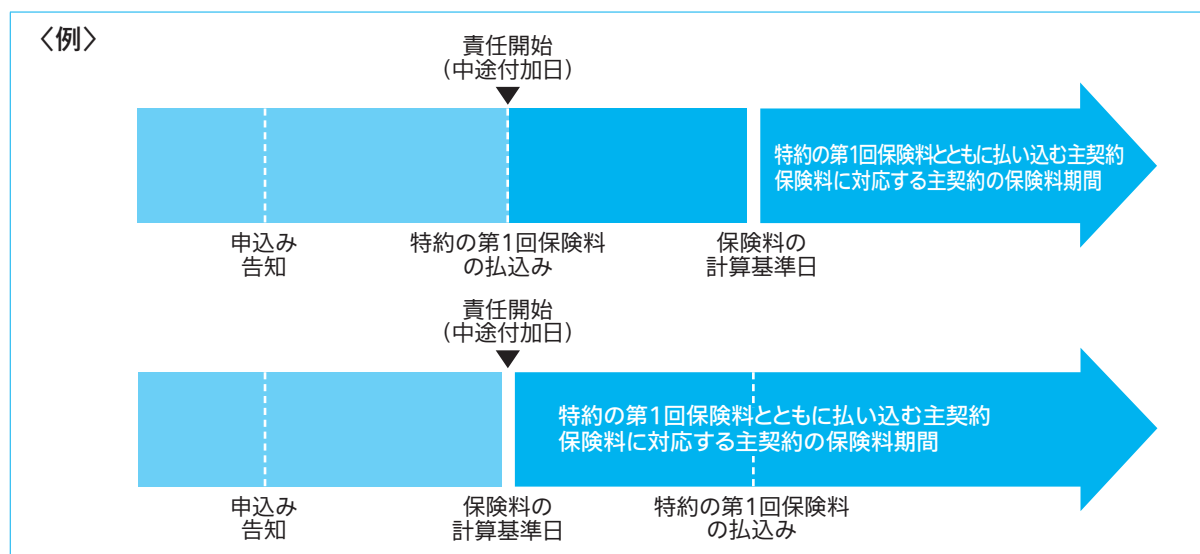 〈例〉
責任開始
（中途付加日）
特約の第1回保険料とともに払い込む主契約
保険料に対応する主契約の保険料期間
申込み
告知
特約の第1回保険料
の払込み
保険料の
計算基準日
責任開始
（中途付加日）
特約の第1回保険料とともに払い込む主契約
保険料に対応する主契約の保険料期間
申込み
告知
保険料の
計算基準日
特約の第1回保険料
の払込み